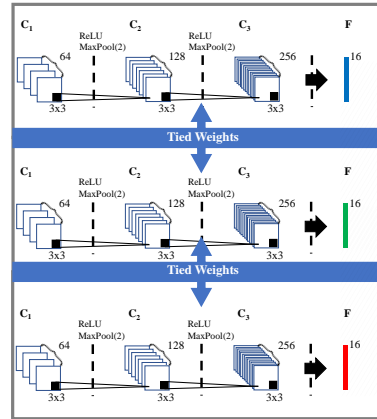 C1 C2 C3 F
64 ReLU MaxPool(2) 128 ReLU MaxPool(2) 256 16
3x3 - 3x3 - 3x3 -
Tied Weights
C1 C2 C3 F
64 ReLU MaxPool(2) 128 ReLU MaxPool(2) 256 16
3x3 - 3x3 - 3x3 -
Tied Weights
C1 C2 C3 F
64 ReLU MaxPool(2) 128 ReLU MaxPool(2) 256 16
3x3 - 3x3 - 3x3 -